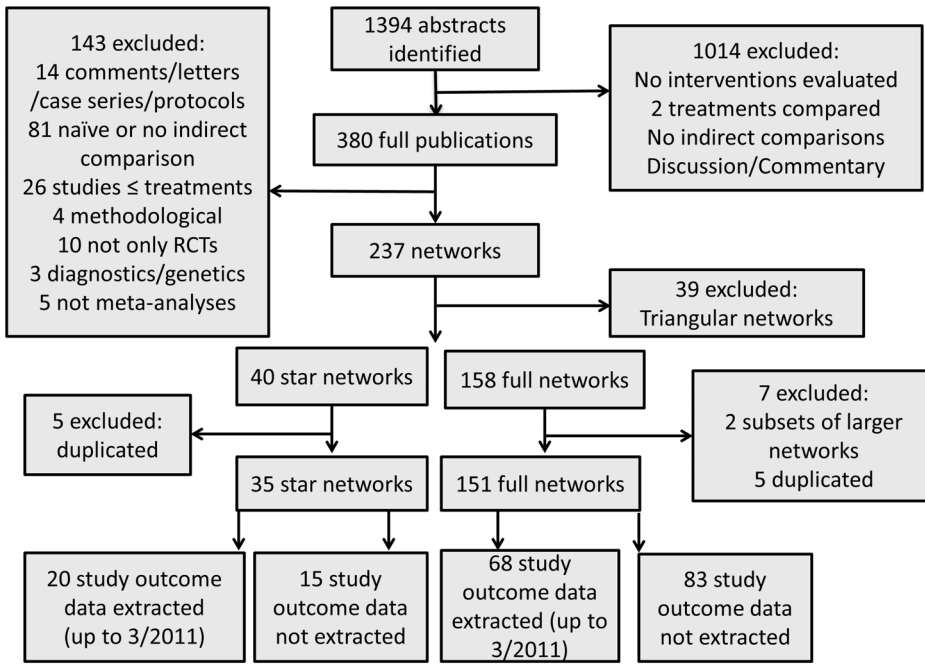 1394 abstracts
identified
143 excluded:
14 comments/letters
/case series/protocols
81 naïve or no indirect
comparison
26 studies ≤ treatments
4 methodological
10 not only RCTs
3 diagnostics/genetics
5 not meta-analyses
1014 excluded:
No interventions evaluated
2 treatments compared
No indirect comparisons
Discussion/Commentary
380 full publications
237 networks
39 excluded:
Triangular networks
40 star networks
158 full networks
5 excluded:
duplicated
7 excluded:
2 subsets of larger
networks
5 duplicated
35 star networks
151 full networks
20 study outcome
data extracted
(up to 3/2011)
15 study
outcome data
not extracted
68 study
outcome data
extracted (up to
3/2011)
83 study
outcome data
not extracted